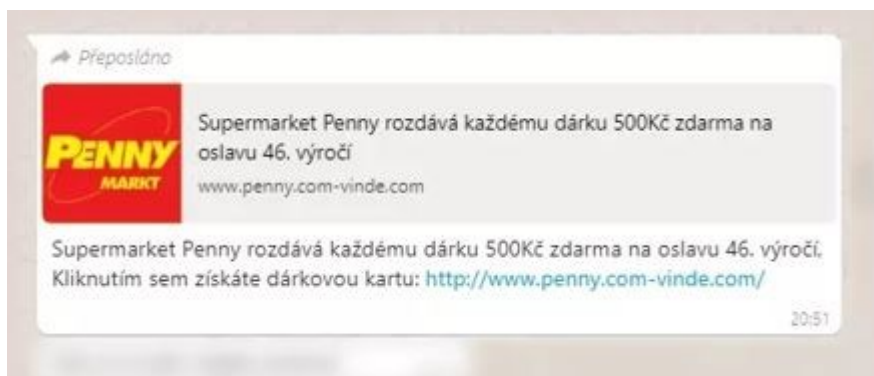 Přeposláno
PENNY
MARKT
Supermarket Penny rozdává každému dárku 500Kč zdarma na
oslavu 46. výročí
www.penny.com-vinde.com
Supermarket Penny rozdává každému dárku 500Kč zdarma na oslavu 46. výročí.
Kliknutím sem získáte dárkovou kartu: http://www.penny.com-vinde.com/
20:51